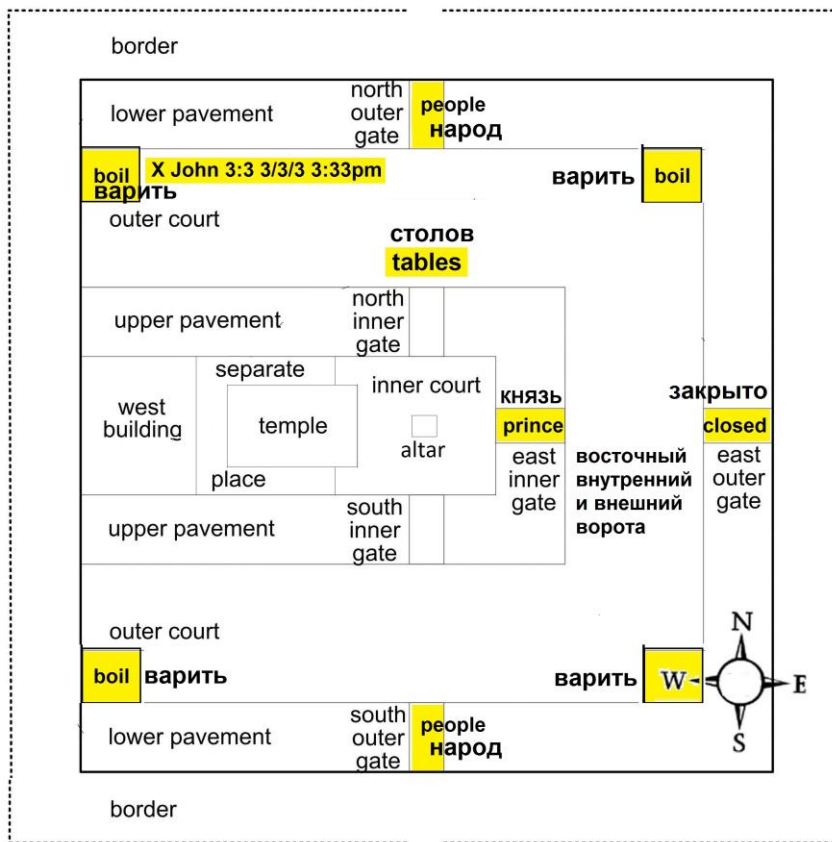 border
lower pavement
north
outer
gate
people
народ
boil
варить
X John 3:3 3/3/3 3:33pm
варить
boil
outer court
столов
tables
upper pavement
north
inner
gate
separate
west
building
temple
inner court
altar
place
князь
prince
east
inner
gate
восточный
внутренний
и внешний
ворота
закрыто
closed
east
outer
gate
upper pavement
south
inner
gate
outer court
boil
варить
варить
N
W
E
S
lower pavement
south
outer
gate
people
народ
border